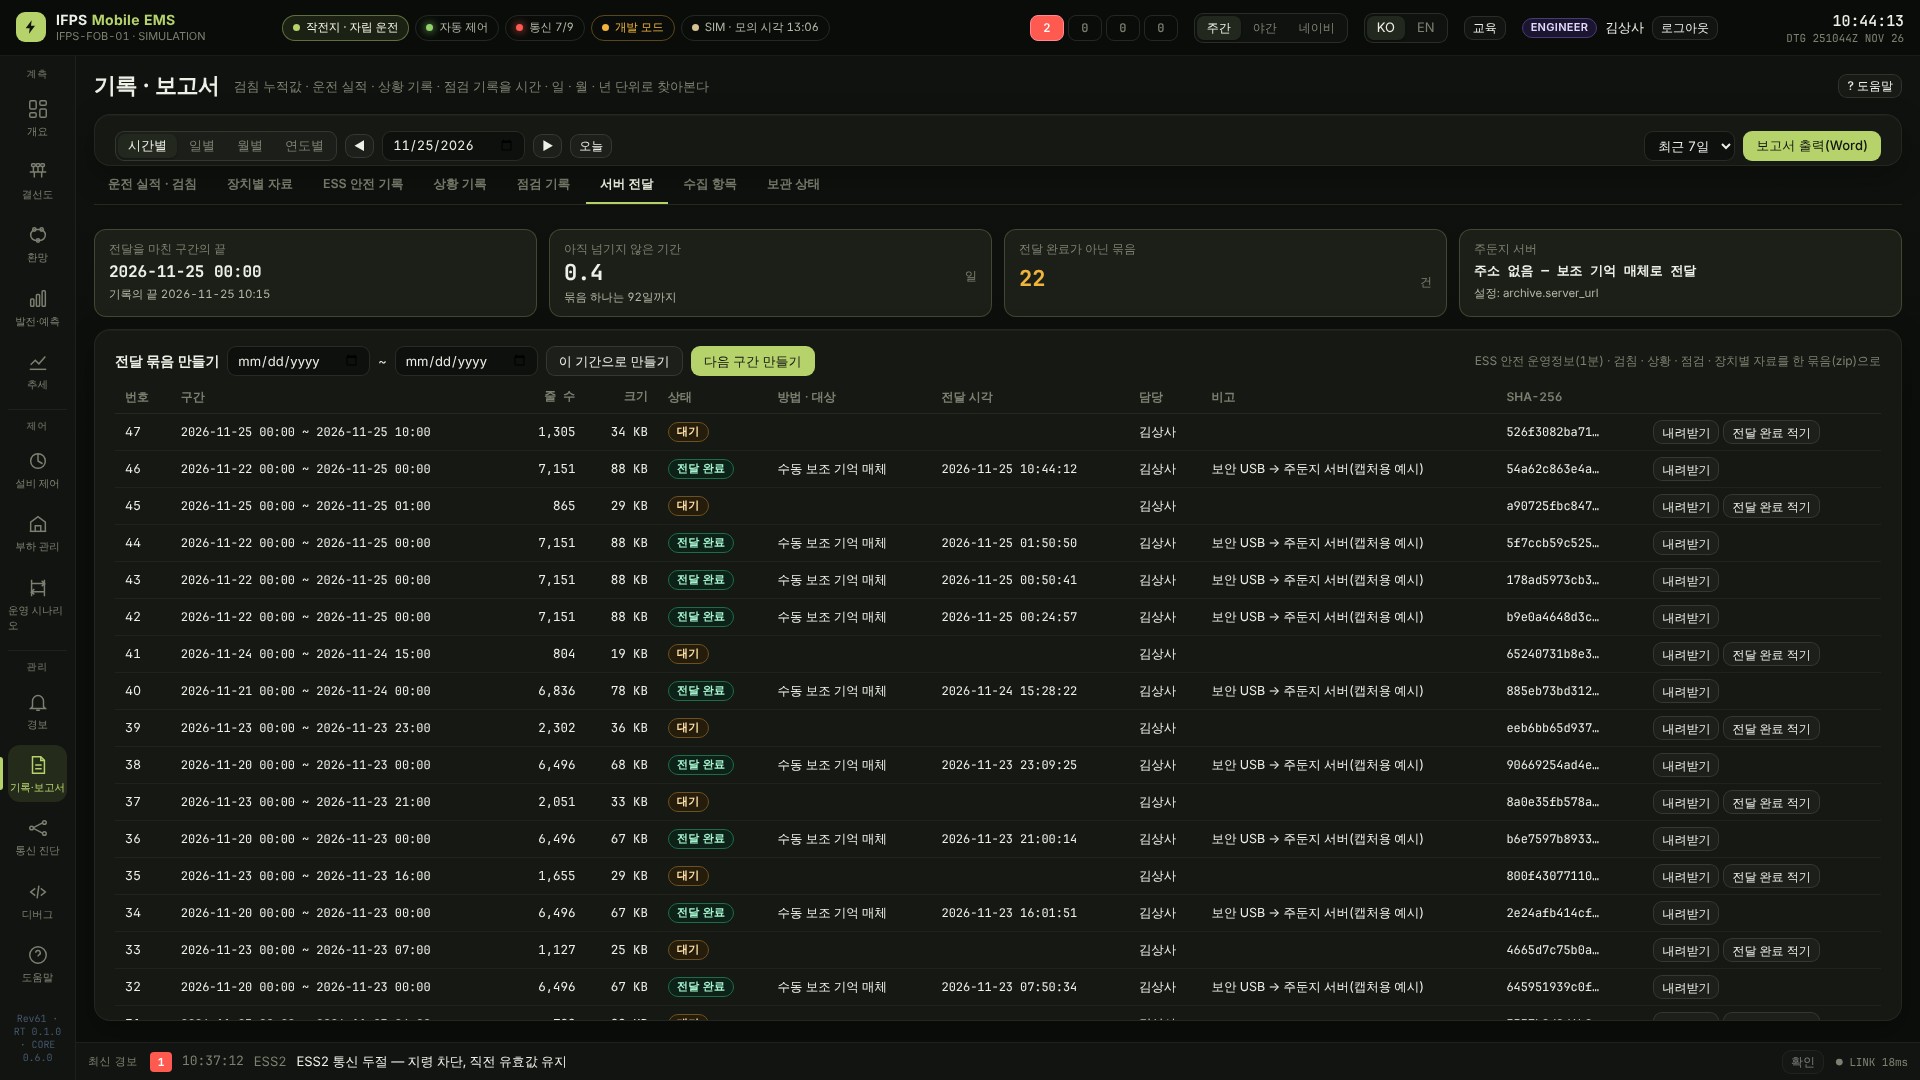 IFPS Mobile EMS
IFPS-FOB-01 · SIMULATION
작전지 · 자립 운전
자동 제어
통신 7/9
개발 모드
SIM · 모의 시각 13:06
2 0 0 0
주간 야간 네이비
KO EN
교육
ENGINEER 김상사 로그아웃
10:44:13
DTG 251044Z NOV 26
계측
개요
결선도
환망
발전·예측
추세
제어
설비 제어
부하 관리
운영 시나리오
관리
경보
기록·보고서
통신 진단
디버그
도움말
Rev61 · RT 0.1.0 · CORE 0.6.0
기록 · 보고서 검침 누적값 · 운전 실적 · 상황 기록 · 점검 기록을 시간 · 일 · 월 · 년 단위로 찾아본다
? 도움말
시간별 일별 월별 연도별 ◀ 11/25/2026 ▶ 오늘
최근 7일 보고서 출력(Word)
운전 실적 · 검침 장치별 자료 ESS 안전 기록 상황 기록 점검 기록 서버 전달 수집 항목 보관 상태
전달을 마친 구간의 끝
2026-11-25 00:00
기록의 끝 2026-11-25 10:15
아직 넘기지 않은 기간
0.4 일
묶음 하나는 92일까지
전달 완료가 아닌 묶음
22 건
주둔지 서버
주소 없음 — 보조 기억 매체로 전달
설정: archive.server_url
전달 묶음 만들기 mm/dd/yyyy ~ mm/dd/yyyy 이 기간으로 만들기 다음 구간 만들기
ESS 안전 운영정보(1분) · 검침 · 상황 · 점검 · 장치별 자료를 한 묶음(zip)으로
번호 구간 줄 수 크기 상태 방법 · 대상 전달 시각 담당 비고 SHA-256
47 2026-11-25 00:00 ~ 2026-11-25 10:00 1,305 34 KB 대기 김상사 526f3082ba71… 내려받기 전달 완료 적기
46 2026-11-22 00:00 ~ 2026-11-25 00:00 7,151 88 KB 전달 완료 수동 보조 기억 매체 2026-11-25 10:44:12 김상사 보안 USB → 주둔지 서버(캡처용 예시) 54a62c863e4a… 내려받기
45 2026-11-25 00:00 ~ 2026-11-25 01:00 865 29 KB 대기 김상사 a90725fbc847… 내려받기 전달 완료 적기
44 2026-11-22 00:00 ~ 2026-11-25 00:00 7,151 88 KB 전달 완료 수동 보조 기억 매체 2026-11-25 01:50:50 김상사 보안 USB → 주둔지 서버(캡처용 예시) 5f7ccb59c525… 내려받기
43 2026-11-22 00:00 ~ 2026-11-25 00:00 7,151 88 KB 전달 완료 수동 보조 기억 매체 2026-11-25 00:50:41 김상사 보안 USB → 주둔지 서버(캡처용 예시) 178ad5973cb3… 내려받기
42 2026-11-22 00:00 ~ 2026-11-25 00:00 7,151 88 KB 전달 완료 수동 보조 기억 매체 2026-11-25 00:24:57 김상사 보안 USB → 주둔지 서버(캡처용 예시) b9e0a4648d3c… 내려받기
41 2026-11-24 00:00 ~ 2026-11-24 15:00 804 19 KB 대기 김상사 65240731b8e3… 내려받기 전달 완료 적기
40 2026-11-21 00:00 ~ 2026-11-24 00:00 6,836 78 KB 전달 완료 수동 보조 기억 매체 2026-11-24 15:28:22 김상사 보안 USB → 주둔지 서버(캡처용 예시) 885eb73bd312… 내려받기
39 2026-11-23 00:00 ~ 2026-11-23 23:00 2,302 36 KB 대기 김상사 eeb6bb65d937… 내려받기 전달 완료 적기
38 2026-11-20 00:00 ~ 2026-11-23 00:00 6,496 68 KB 전달 완료 수동 보조 기억 매체 2026-11-23 23:09:25 김상사 보안 USB → 주둔지 서버(캡처용 예시) 90669254ad4e… 내려받기
37 2026-11-23 00:00 ~ 2026-11-23 21:00 2,051 33 KB 대기 김상사 8a0e35fb578a… 내려받기 전달 완료 적기
36 2026-11-20 00:00 ~ 2026-11-23 00:00 6,496 67 KB 전달 완료 수동 보조 기억 매체 2026-11-23 21:00:14 김상사 보안 USB → 주둔지 서버(캡처용 예시) b6e7597b8933… 내려받기
35 2026-11-23 00:00 ~ 2026-11-23 16:00 1,655 29 KB 대기 김상사 800f43077110… 내려받기 전달 완료 적기
34 2026-11-20 00:00 ~ 2026-11-23 00:00 6,496 67 KB 전달 완료 수동 보조 기억 매체 2026-11-23 16:01:51 김상사 보안 USB → 주둔지 서버(캡처용 예시) 2e24afb414cf… 내려받기
33 2026-11-23 00:00 ~ 2026-11-23 07:00 1,127 25 KB 대기 김상사 4665d7c75b0a… 내려받기 전달 완료 적기
32 2026-11-20 00:00 ~ 2026-11-23 00:00 6,496 67 KB 전달 완료 수동 보조 기억 매체 2026-11-23 07:50:34 김상사 보안 USB → 주둔지 서버(캡처용 예시) 645951939c0f… 내려받기
최신 경보 1 10:37:12 ESS2 ESS2 통신 두절 — 지령 차단, 직전 유효값 유지
확인 LINK 18ms